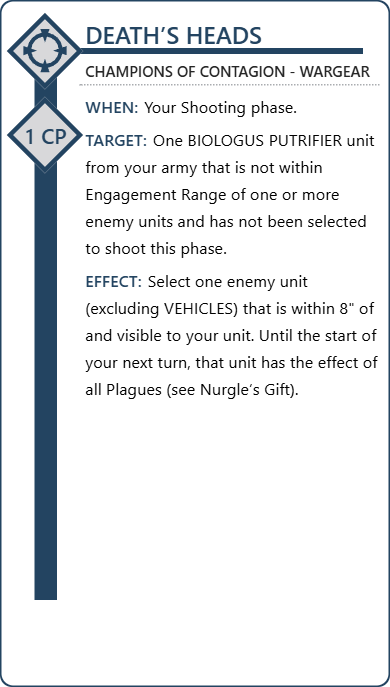 DEATH’S HEADS
CHAMPIONS OF CONTAGION - WARGEAR
WHEN: Your Shooting phase.
1 CP
TARGET: One BIOLOGUS PUTRIFIER unit
from your army that is not within
Engagement Range of one or more
enemy units and has not been selected
to shoot this phase.
EFFECT: Select one enemy unit
(excluding VEHICLES) that is within 8" of
and visible to your unit. Until the start of
your next turn, that unit has the effect of
all Plagues (see Nurgle’s Gift).